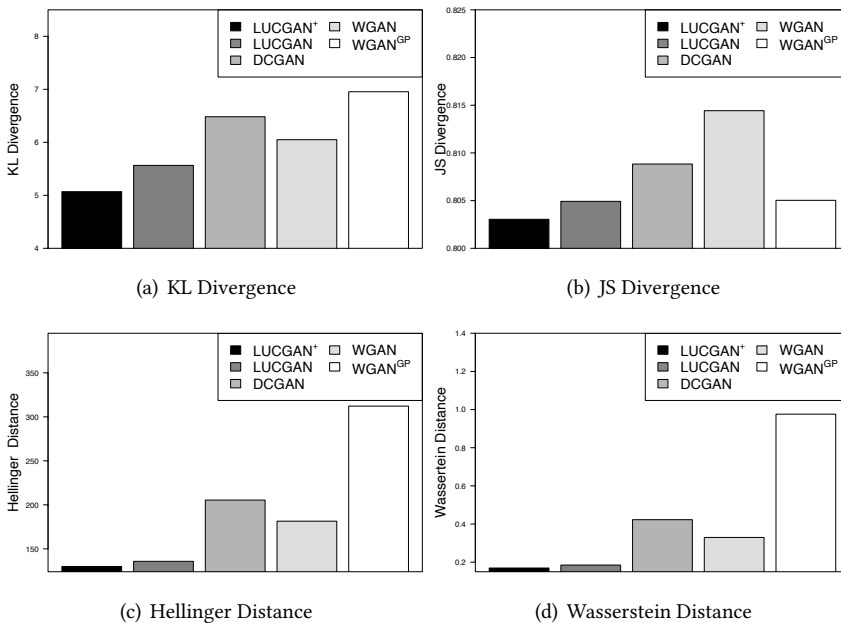 KL Divergence
8
7
6
5
4
LUCGAN+
LUCGAN
DCGAN
WGAN
WGANGP
(a) KL Divergence
JS Divergence
0.825
0.820
0.815
0.810
0.805
0.800
LUCGAN+
LUCGAN
DCGAN
WGAN
WGANGP
(b) JS Divergence
Hellinger Distance
350
300
250
200
150
LUCGAN+
LUCGAN
DCGAN
WGAN
WGANGP
(c) Hellinger Distance
Wassertein Distance
1.4
1.2
1.0
0.8
0.6
0.4
0.2
LUCGAN+
LUCGAN
DCGAN
WGAN
WGANGP
(d) Wasserstein Distance